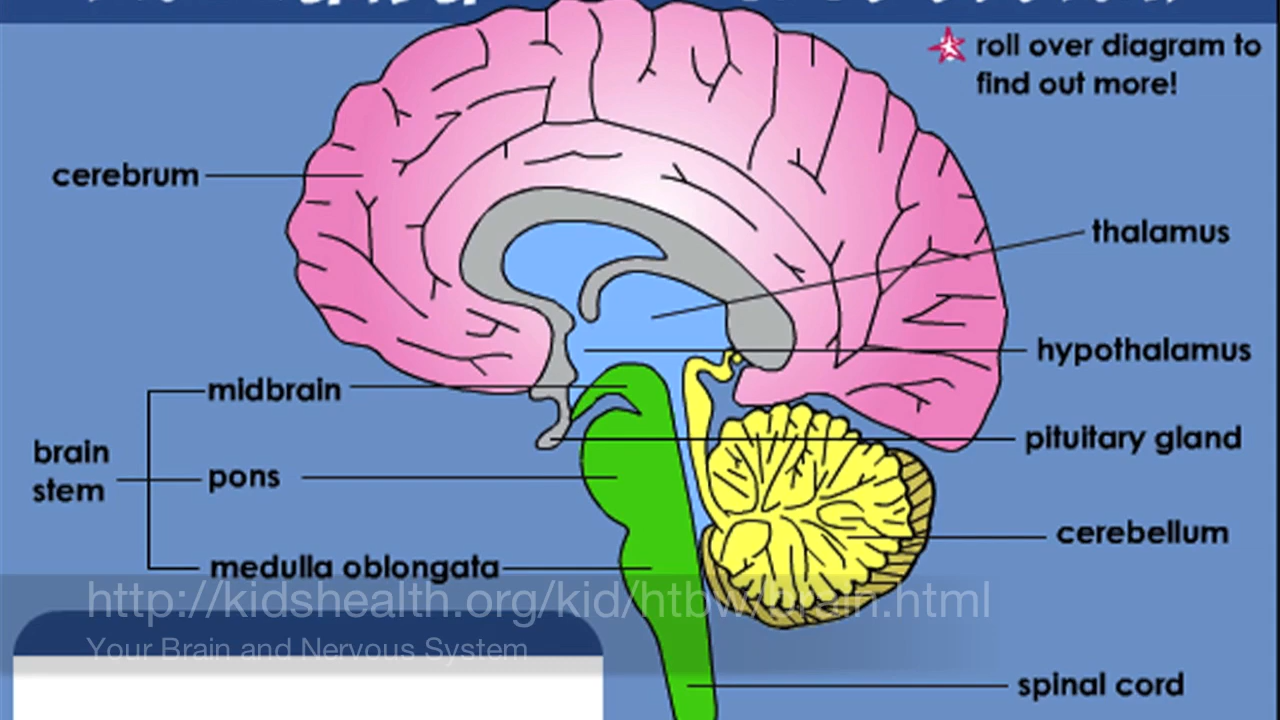 roll over diagram to
find out more!
cerebrum
thalamus
hypothalamus
midbrain
pituitary gland
brain
stem
pons
cerebellum
medulla oblongata
http://kidshealth.org/kid/htbw/brain.html
Your Brain and Nervous System
spinal cord